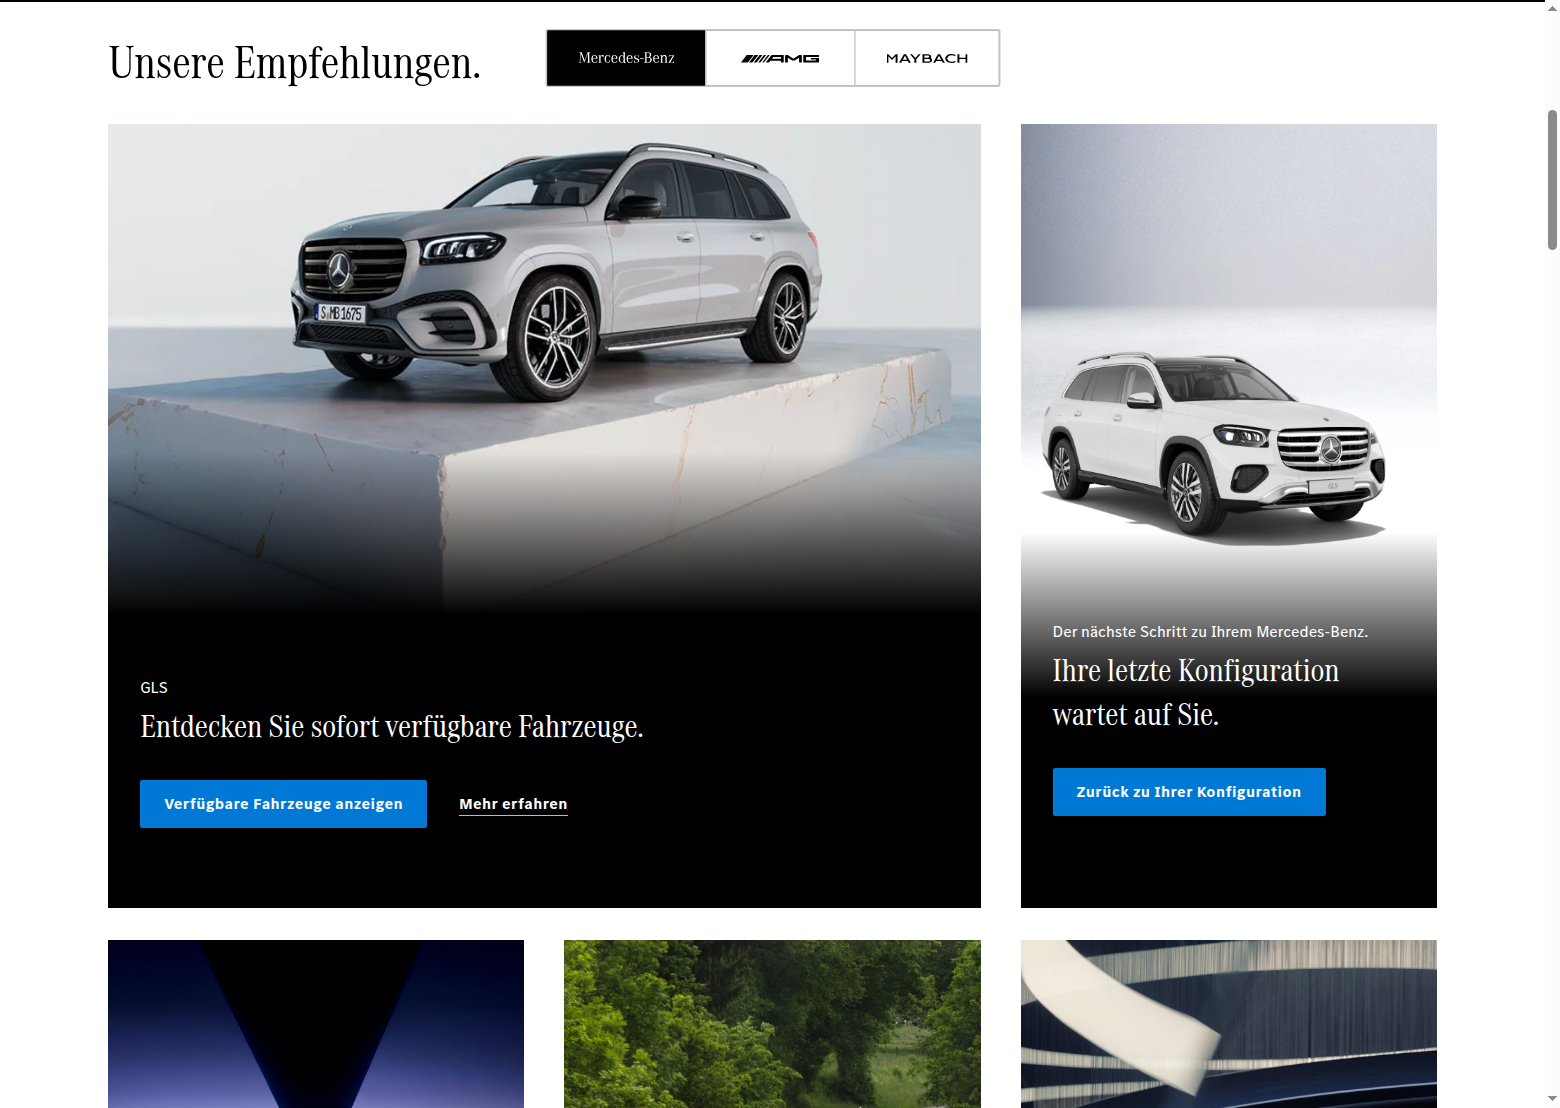 Unsere Empfehlungen.
Mercedes-Benz
AMG
MAYBACH
S MB 1675
GLS
GLS
Entdecken Sie sofort verfügbare Fahrzeuge.
Verfügbare Fahrzeuge anzeigen
Mehr erfahren
Der nächste Schritt zu Ihrem Mercedes-Benz.
Ihre letzte Konfiguration
wartet auf Sie.
Zurück zu Ihrer Konfiguration